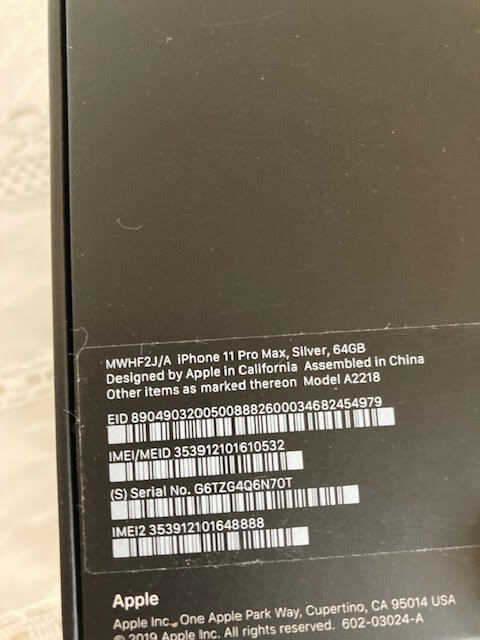 MWHF2J/A iPhone 11 Pro Max, Silver, 64GB
Designed by Apple in California Assembled in China
Other items as marked thereon Model A2218
EID 89049032005008882600034682454979
IMEI/MEID 353912101610532
(S) Serial No. G6TZG4Q6N70T
IMEI2 353912101648888
Apple
Apple Inc., One Apple Park Way, Cupertino, CA 95014 USA
© 2019 Apple Inc. All rights reserved. 602-03024-A